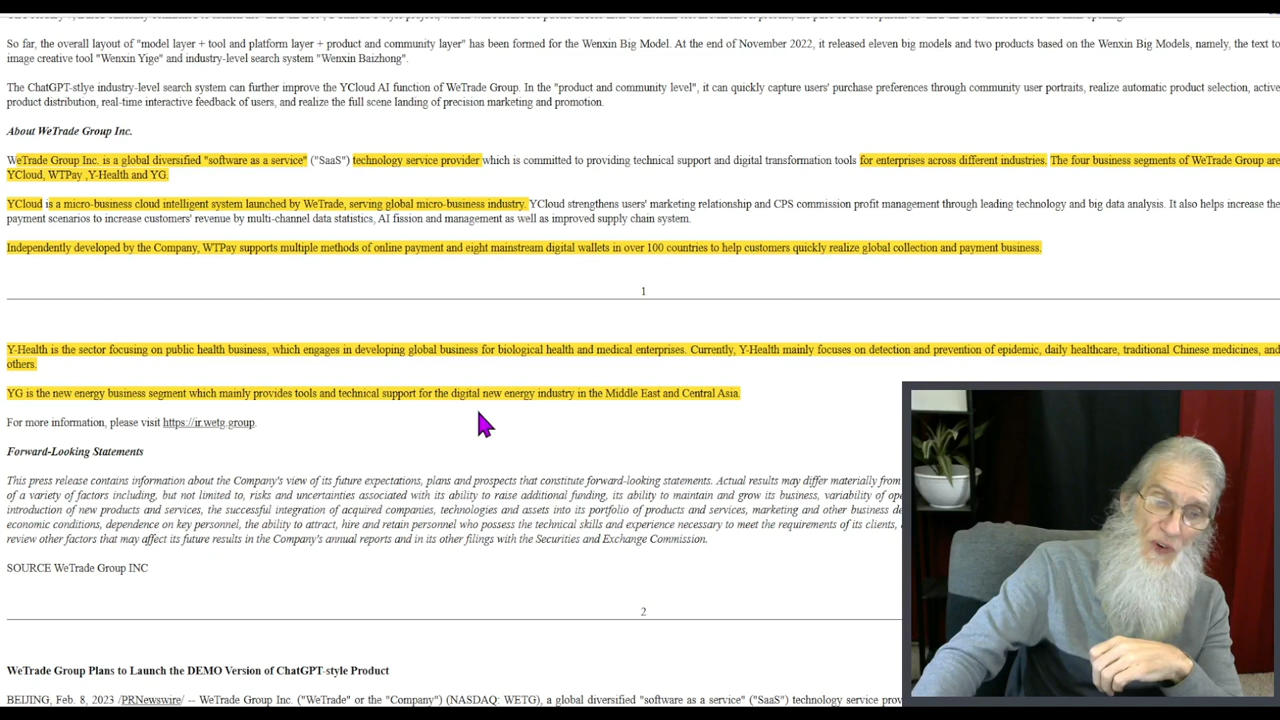 So far, the overall layout of "model layer + tool and platform layer + product and community layer" has been formed for the Wenxin Big Model. At the end of November 2022, it released eleven big models and two products based on the Wenxin Big Models, namely, the text to
image creative tool "Wenxin Yige" and industry-level search system "Wenxin Baizhong".
The ChatGPT-stlye industry-level search system can further improve the YCloud AI function of WeTrade Group. In the "product and community level", it can quickly capture users' purchase preferences through community user portraits, realize automatic product selection, active
product distribution, real-time interactive feedback of users, and realize the full scene landing of precision marketing and promotion.
About WeTrade Group Inc.
WeTrade Group Inc. is a global diversified "software as a service" ("SaaS") technology service provider which is committed to providing technical support and digital transformation tools for enterprises across different industries. The four business segments of WeTrade Group are
YCloud, WTPay ,Y-Health and YG.
YCloud is a micro-business cloud intelligent system launched by WeTrade, serving global micro-business industry. YCloud strengthens users' marketing relationship and CPS commission profit management through leading technology and big data analysis. It also helps increase the
payment scenarios to increase customers' revenue by multi-channel data statistics, AI fission and management as well as improved supply chain system.
Independently developed by the Company, WTPay supports multiple methods of online payment and eight mainstream digital wallets in over 100 countries to help customers quickly realize global collection and payment business.
1
Y-Health is the sector focusing on public health business, which engages in developing global business for biological health and medical enterprises. Currently, Y-Health mainly focuses on detection and prevention of epidemic, daily healthcare, traditional Chinese medicines, and
others.
YG is the new energy business segment which mainly provides tools and technical support for the digital new energy industry in the Middle East and Central Asia.
For more information, please visit https://ir.wetg.group.
Forward-Looking Statements
This press release contains information about the Company's view of its future expectations, plans and prospects that constitute forward-looking statements. Actual results may differ materially from
of a variety of factors including, but not limited to, risks and uncertainties associated with its ability to raise additional funding, its ability to maintain and grow its business, variability of
introduction of new products and services, the successful integration of acquired companies, technologies and assets into its portfolio of products and services, marketing and other business
economic conditions, dependence on key personnel, the ability to attract, hire and retain personnel who possess the technical skills and experience necessary to meet the requirements of its clients,
review other factors that may affect its future results in the Company's annual reports and in its other filings with the Securities and Exchange Commission.
SOURCE WeTrade Group INC
2
WeTrade Group Plans to Launch the DEMO Version of ChatGPT-style Product
BEIJING, Feb. 8, 2023 /PRNewswire/ -- WeTrade Group Inc. ("WeTrade" or the "Company") (NASDAQ: WETG), a global diversified "software as a service" ("SaaS") technology service